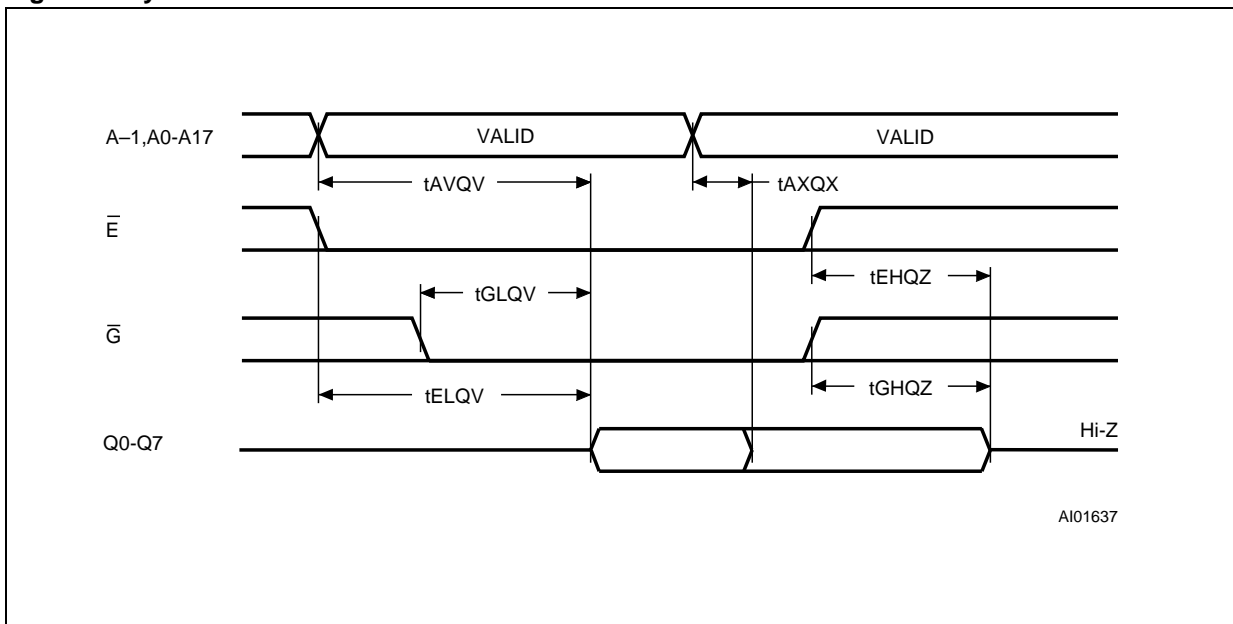 A–1,A0-A17
VALID
VALID
tAVQV
tAXQX
E̅
tEHQZ
tGLQV
G̅
tELQV
tGHQZ
Q0-Q7
Hi-Z
AI01637